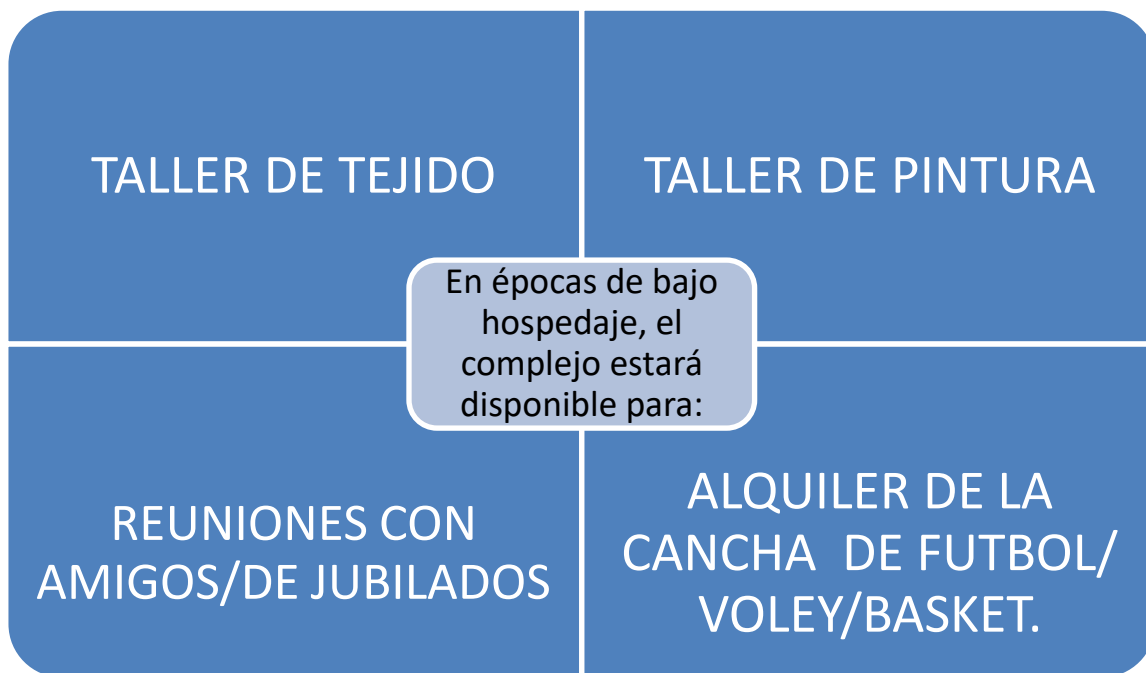 TALLER DE TEJIDO
TALLER DE PINTURA
En épocas de bajo
hospedaje, el
complejo estará
disponible para:
REUNIONES CON
AMIGOS/DE JUBILADOS
ALQUILER DE LA
CANCHA  DE FUTBOL/
VOLEY/BASKET.